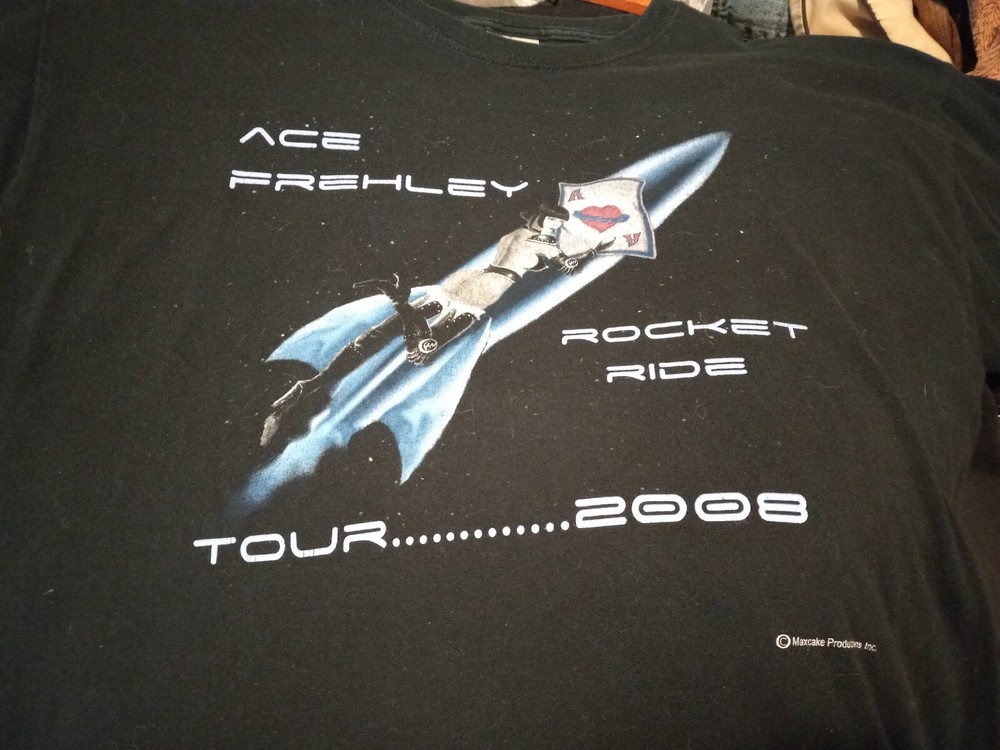 ACE
FREHLEY
A
A
ROCKET
RIDE
TOUR.............2008
© Maxcake Productions Inc.